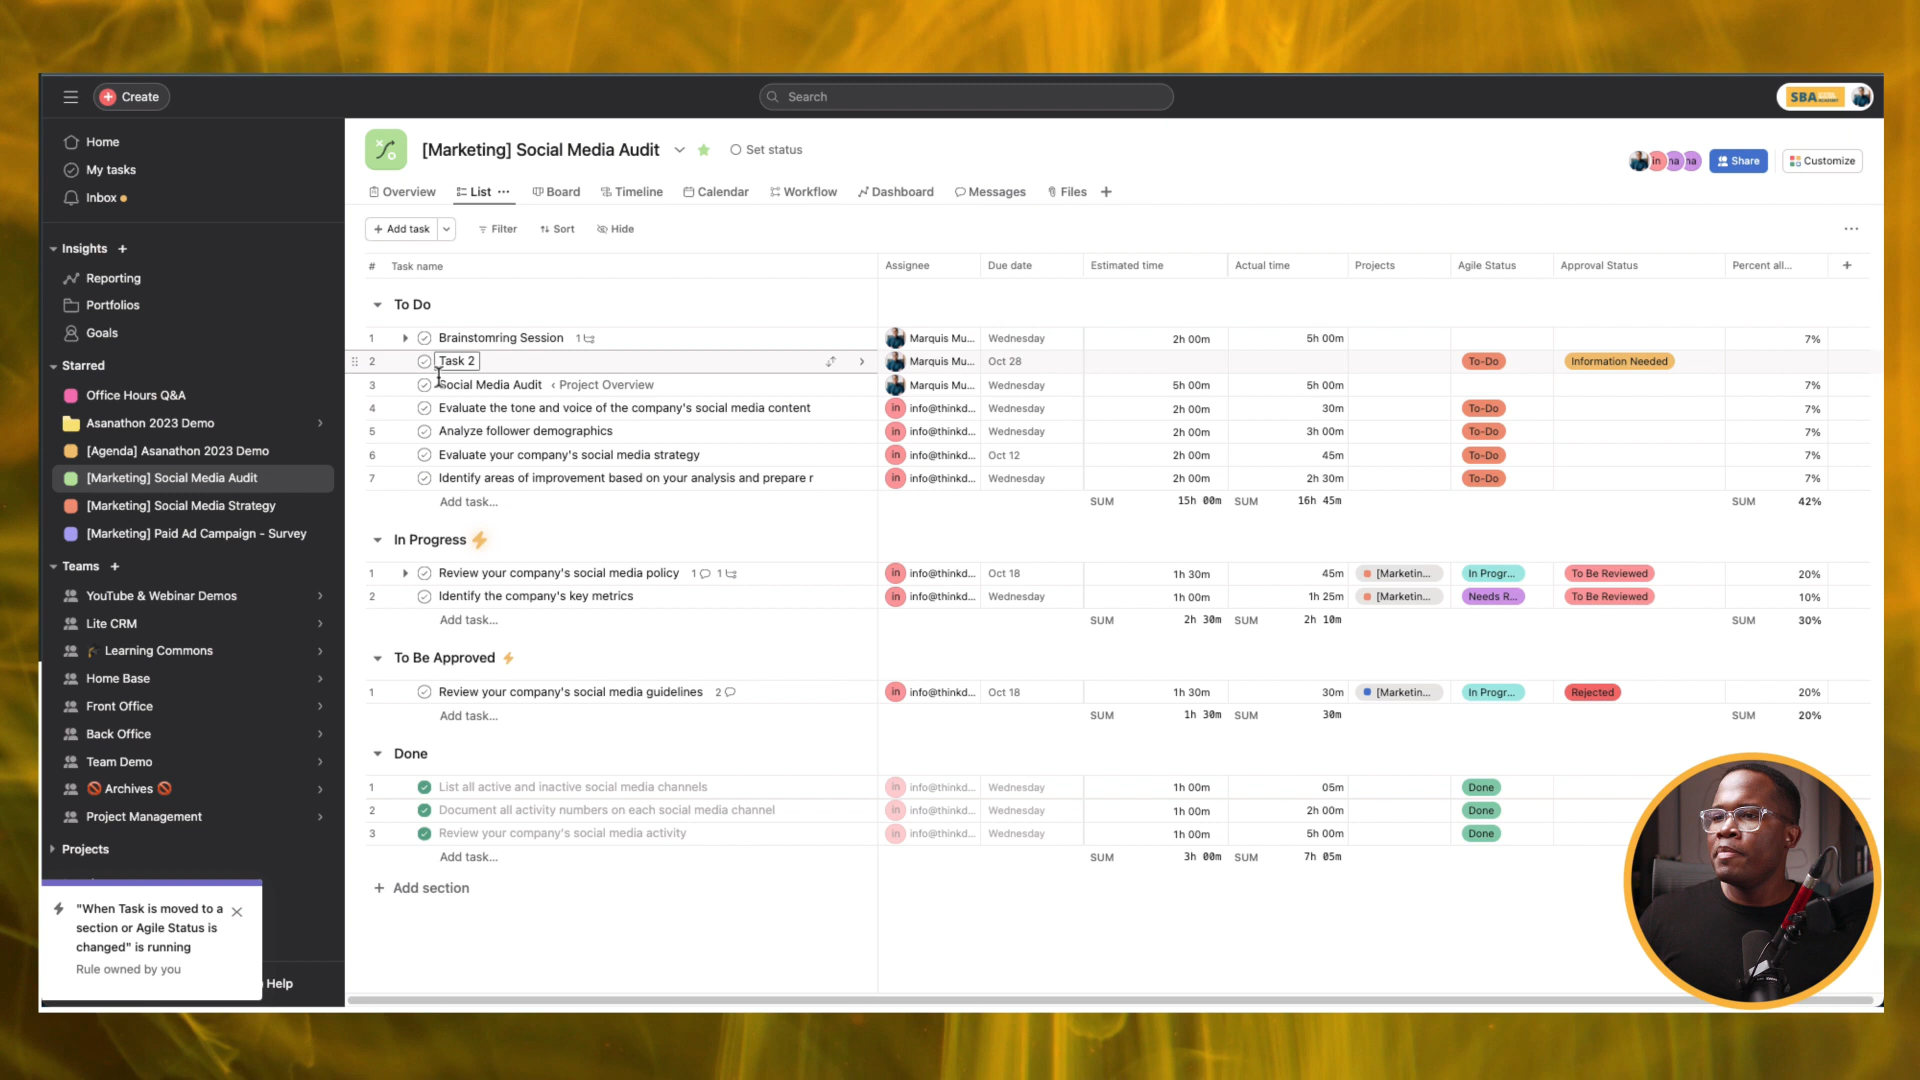 Create
Search
SBA
Home
My tasks
Inbox
Insights +
Reporting
Portfolios
Goals
Starred
Office Hours Q&A
Asanathon 2023 Demo
[Agenda] Asanathon 2023 Demo
[Marketing] Social Media Audit
[Marketing] Social Media Strategy
[Marketing] Paid Ad Campaign - Survey
Teams +
YouTube & Webinar Demos
Lite CRM
Learning Commons
Home Base
Front Office
Back Office
Team Demo
Archives
Project Management
Projects
"When Task is moved to a
section or Agile Status is
changed" is running
Rule owned by you
Help
[Marketing] Social Media Audit Set status
in na na Share Customize
Overview List Board Timeline Calendar Workflow Dashboard Messages Files +
+ Add task Filter Sort Hide
# Task name Assignee Due date Estimated time Actual time Projects Agile Status Approval Status Percent all... +
To Do
1 Brainstomring Session 1 Marquis Mu... Wednesday 2h 00m 5h 00m 7%
2 Task 2 Marquis Mu... Oct 28 To-Do Information Needed
3 Social Media Audit ‹ Project Overview Marquis Mu... Wednesday 5h 00m 5h 00m 7%
4 Evaluate the tone and voice of the company's social media content in info@thinkd... Wednesday 2h 00m 30m To-Do 7%
5 Analyze follower demographics in info@thinkd... Wednesday 2h 00m 3h 00m To-Do 7%
6 Evaluate your company's social media strategy in info@thinkd... Oct 12 2h 00m 45m To-Do 7%
7 Identify areas of improvement based on your analysis and prepare r in info@thinkd... Wednesday 2h 00m 2h 30m To-Do 7%
Add task... SUM 15h 00m SUM 16h 45m SUM 42%
In Progress
1 Review your company's social media policy 1 1 in info@thinkd... Oct 18 1h 30m 45m [Marketin... In Progr... To Be Reviewed 20%
2 Identify the company's key metrics in info@thinkd... Wednesday 1h 00m 1h 25m [Marketin... Needs R... To Be Reviewed 10%
Add task... SUM 2h 30m SUM 2h 10m SUM 30%
To Be Approved
1 Review your company's social media guidelines 2 in info@thinkd... Oct 18 1h 30m 30m [Marketin... In Progr... Rejected 20%
Add task... SUM 1h 30m SUM 30m SUM 20%
Done
1 List all active and inactive social media channels in info@thinkd... Wednesday 1h 00m 05m Done
2 Document all activity numbers on each social media channel in info@thinkd... Wednesday 1h 00m 2h 00m Done
3 Review your company's social media activity in info@thinkd... Wednesday 1h 00m 5h 00m Done
Add task... SUM 3h 00m SUM 7h 05m
+ Add section